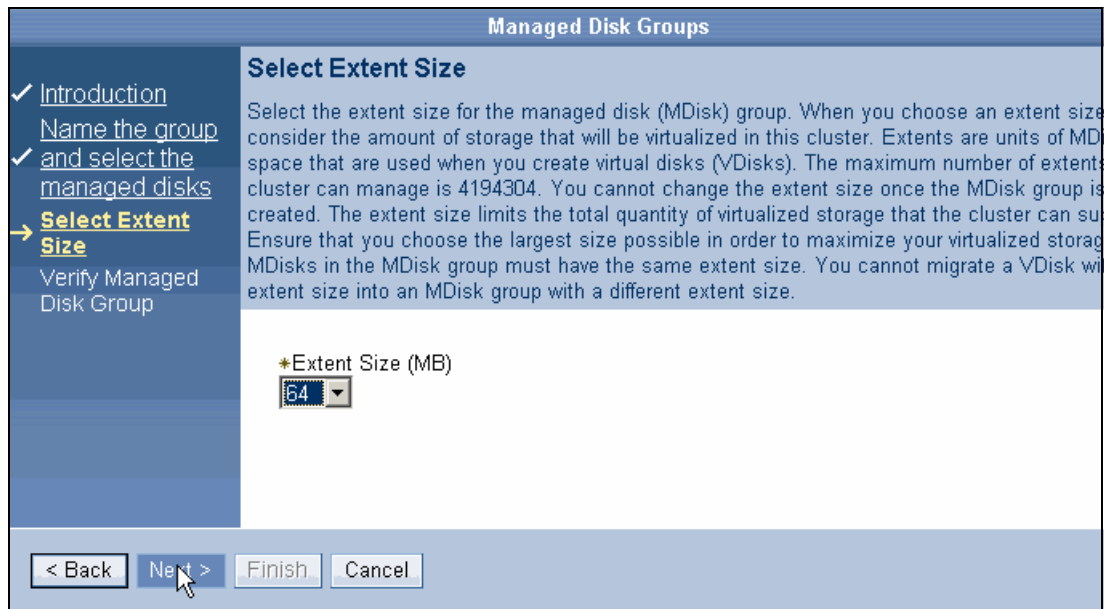 Managed Disk Groups
Introduction
Name the group
and select the
managed disks
Select Extent
Size
Verify Managed
Disk Group
Select Extent Size
Select the extent size for the managed disk (MDisk) group. When you choose an extent size
consider the amount of storage that will be virtualized in this cluster. Extents are units of
space that are used when you create virtual disks (VDisks). The maximum number of extents
cluster can manage is 4194304. You cannot change the extent size once the MDisk group is
created. The extent size limits the total quantity of virtualized storage that the cluster can
Ensure that you choose the largest size possible in order to maximize your virtualized
MDisks in the MDisk group must have the same extent size. You cannot migrate a VDisk
extent size into an MDisk group with a different extent size.
*Extent Size (MB)
64
< Back
Next >
Finish
Cancel